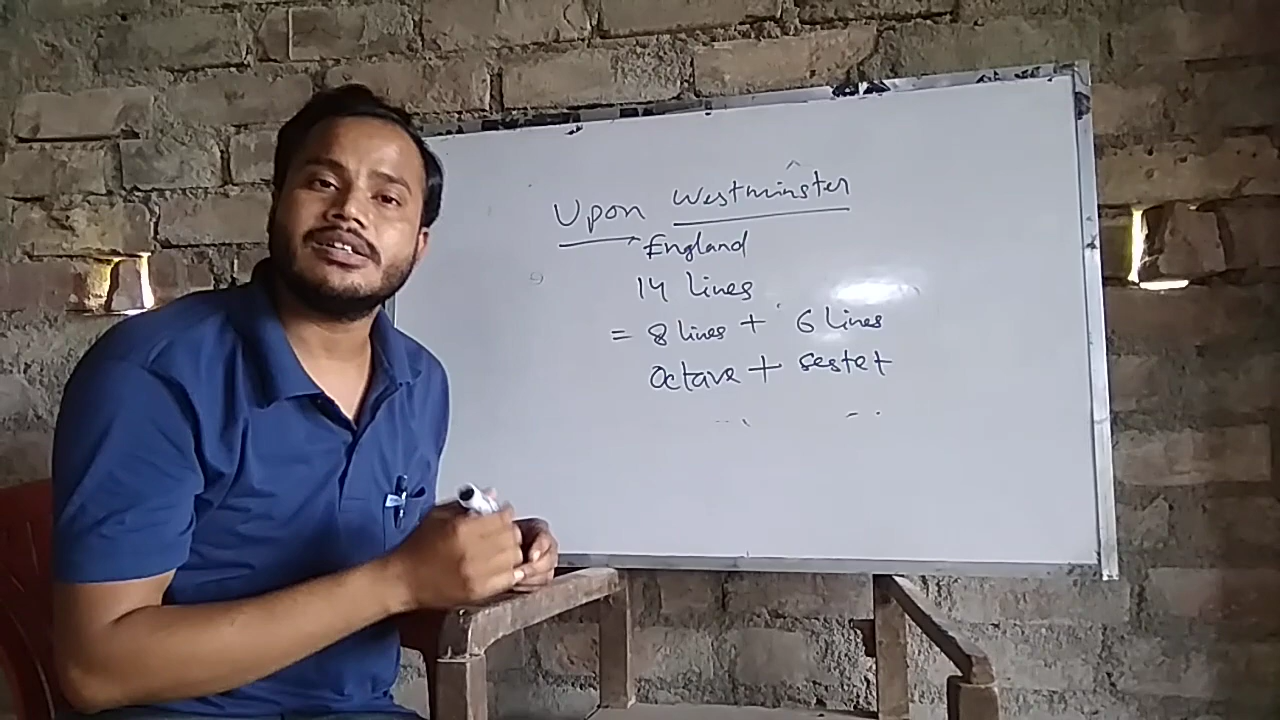 Upon Westminster
England
14 lines
= 8 lines + 6 lines
Octave + sestet